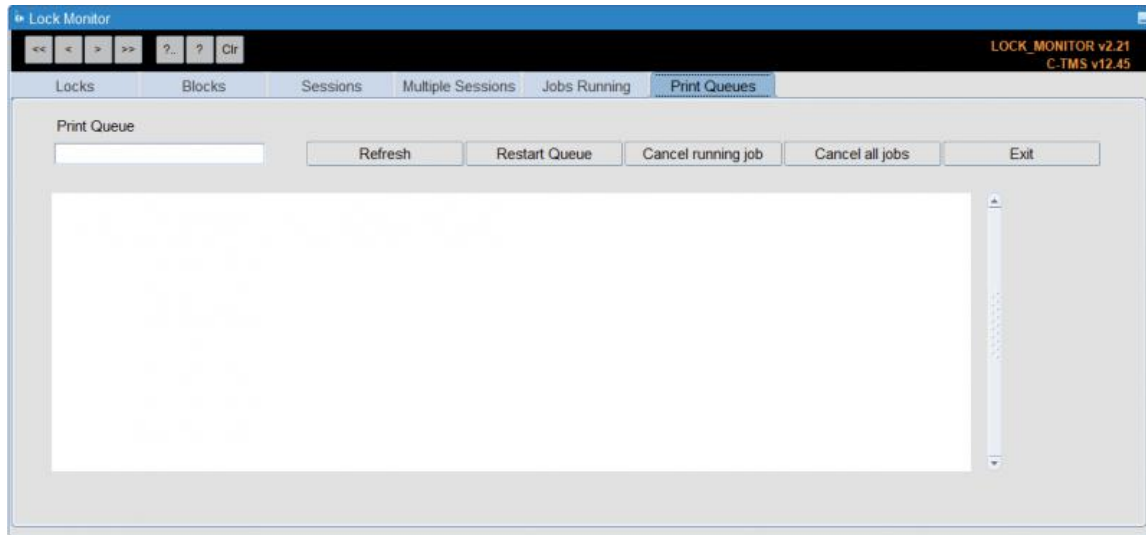 Lock Monitor
<< < > >> ?.. ? Clr
LOCK_MONITOR v2.21
C-TMS v12.45
Locks Blocks Sessions Multiple Sessions Jobs Running Print Queues
Print Queue
Refresh Restart Queue Cancel running job Cancel all jobs Exit